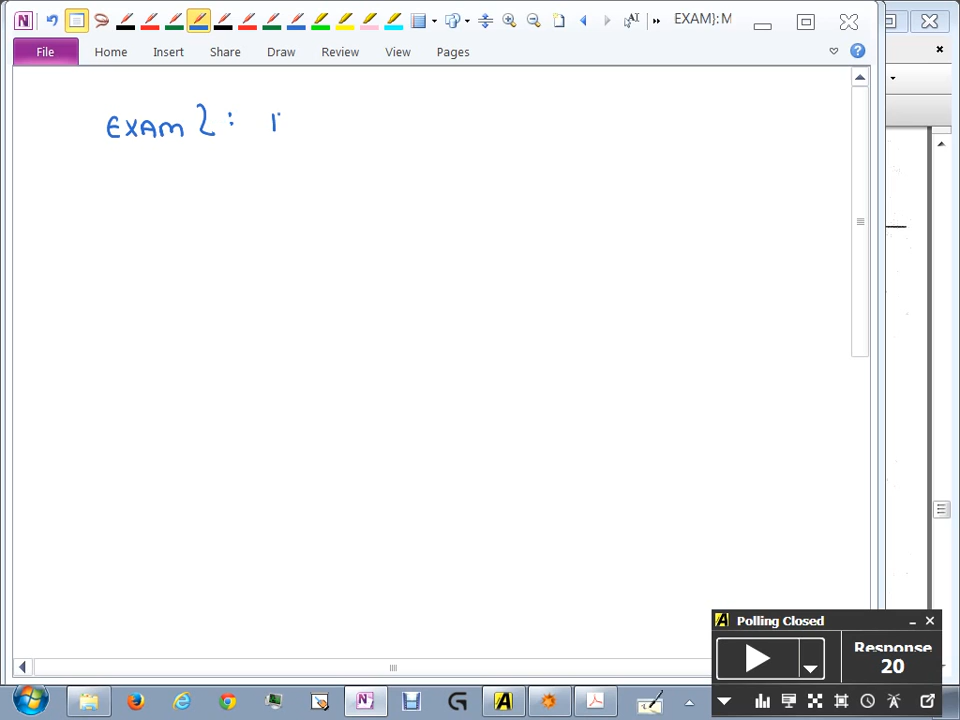 EXAM}: M
File Home Insert Share Draw Review View Pages
EXAM 2:
Polling Closed
Response
20